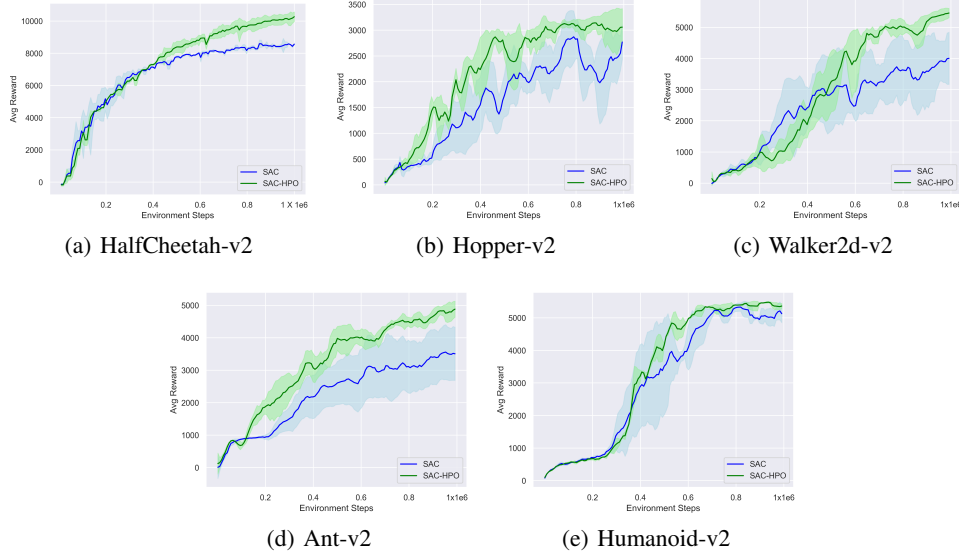 10000
8000
6000
4000
2000
0
Avg Reward
0.2
0.4
0.6
0.8
1 X 1e6
Environment Steps
SAC
SAC-HPO
(a) HalfCheetah-v2
3500
3000
2500
2000
1500
1000
500
0
Avg Reward
0.2
0.4
0.6
0.8
1x1e6
Environment Steps
SAC
SAC-HPO
(b) Hopper-v2
5000
4000
3000
2000
1000
0
Avg Reward
0.2
0.4
0.6
0.8
1x1e6
Environment Steps
SAC
SAC-HPO
(c) Walker2d-v2
5000
4000
3000
2000
1000
0
Avg Reward
0.2
0.4
0.6
0.8
1x1e6
Environment Steps
SAC
SAC-HPO
(d) Ant-v2
5000
4000
3000
2000
1000
0
Avg Reward
0.2
0.4
0.6
0.8
1x1e6
Environment Steps
SAC
SAC-HPO
(e) Humanoid-v2